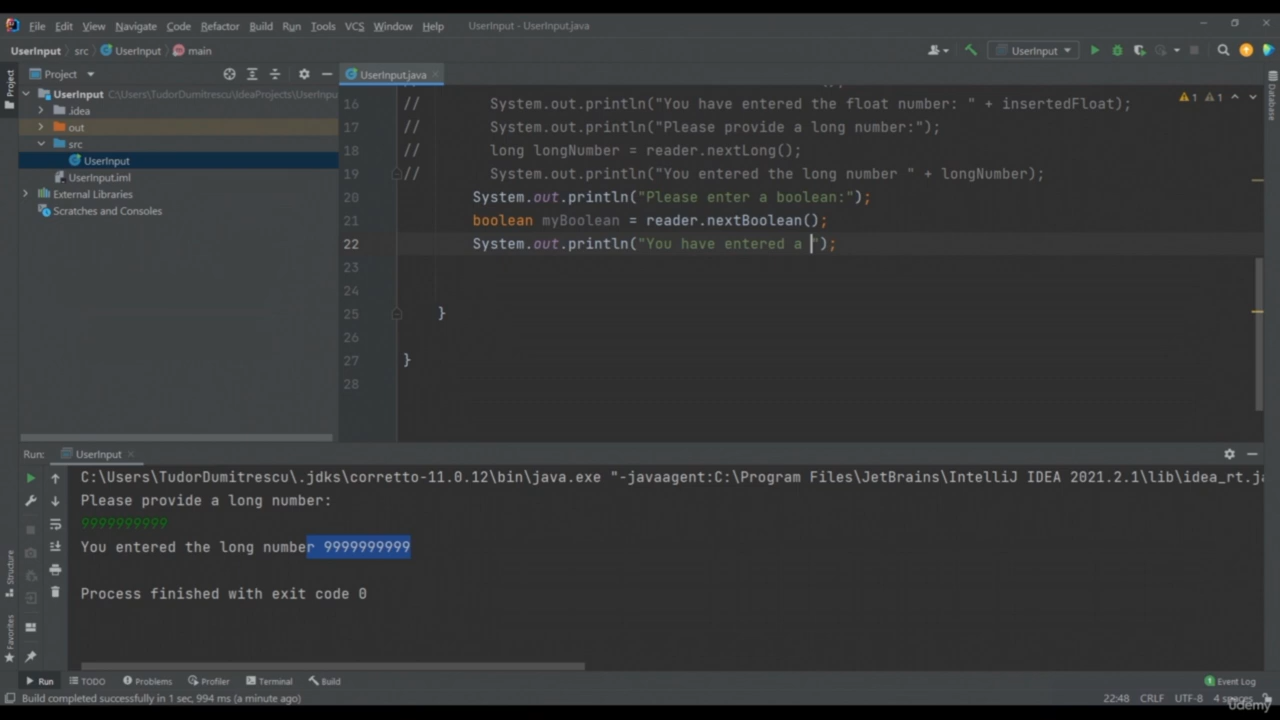 File Edit View Navigate Code Refactor Build Run Tools VCS Window Help UserInput - UserInput.java
UserInput src UserInput main UserInput
Project UserInput.java
Project
UserInput C:\Users\TudorDumitrescu\IdeaProjects\UserInpu
.idea
out
src
UserInput
UserInput.iml
External Libraries
Scratches and Consoles
16 // System.out.println("You have entered the float number: " + insertedFloat);
17 // System.out.println("Please provide a long number:");
18 // long longNumber = reader.nextLong();
19 // System.out.println("You entered the long number " + longNumber);
20 System.out.println("Please enter a boolean:");
21 boolean myBoolean = reader.nextBoolean();
22 System.out.println("You have entered a ");
23
24
25 }
26
27 }
28
1 1
Database
Run: UserInput
C:\Users\TudorDumitrescu\.jdks\corretto-11.0.12\bin\java.exe "-javaagent:C:\Program Files\JetBrains\IntelliJ IDEA 2021.2.1\lib\idea_rt.ja
Please provide a long number:
9999999999
You entered the long number 9999999999
Process finished with exit code 0
Structure
Favorites
Run TODO Problems Profiler Terminal Build 1 Event Log
Build completed successfully in 1 sec, 994 ms (a minute ago) 22:48 CRLF UTF-8 4 spaces
Udemy